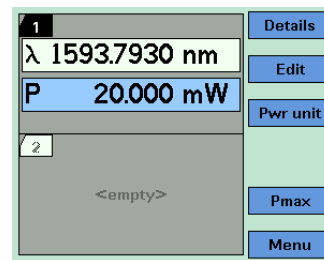 1
λ 1593.7930 nm
P 20.000 mW
2
<empty>
Details
Edit
Pwr unit
Pmax
Menu